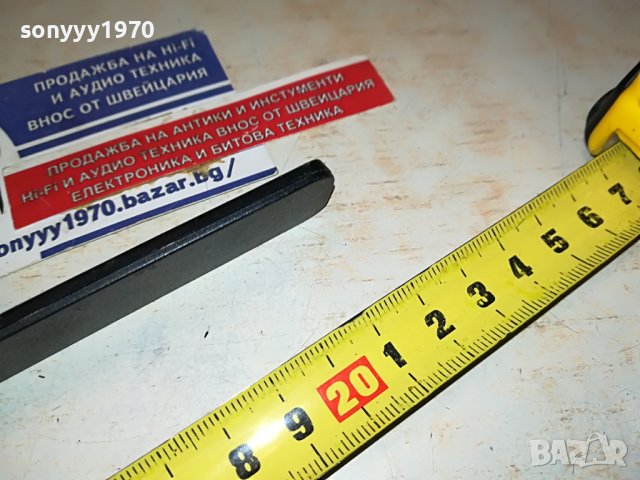 sonyyy1970
ПРОДАЖБА НА Hi-Fi
И АУДИО ТЕХНИКА
ВНОС ОТ ШВЕЙЦАРИЯ
ПРОДАЖБА НА АНТИКИ И ИНСТУМЕНТИ
Hi-Fi И АУДИО ТЕХНИКА ВНОС ОТ ШВЕЙЦАРИЯ
ЕЛЕКТРОНИКА И БИТОВА ТЕХНИКА
onyyy1970.bazar.bg/
8 9 20 1 2 3 4 5 6 7
BAZAR